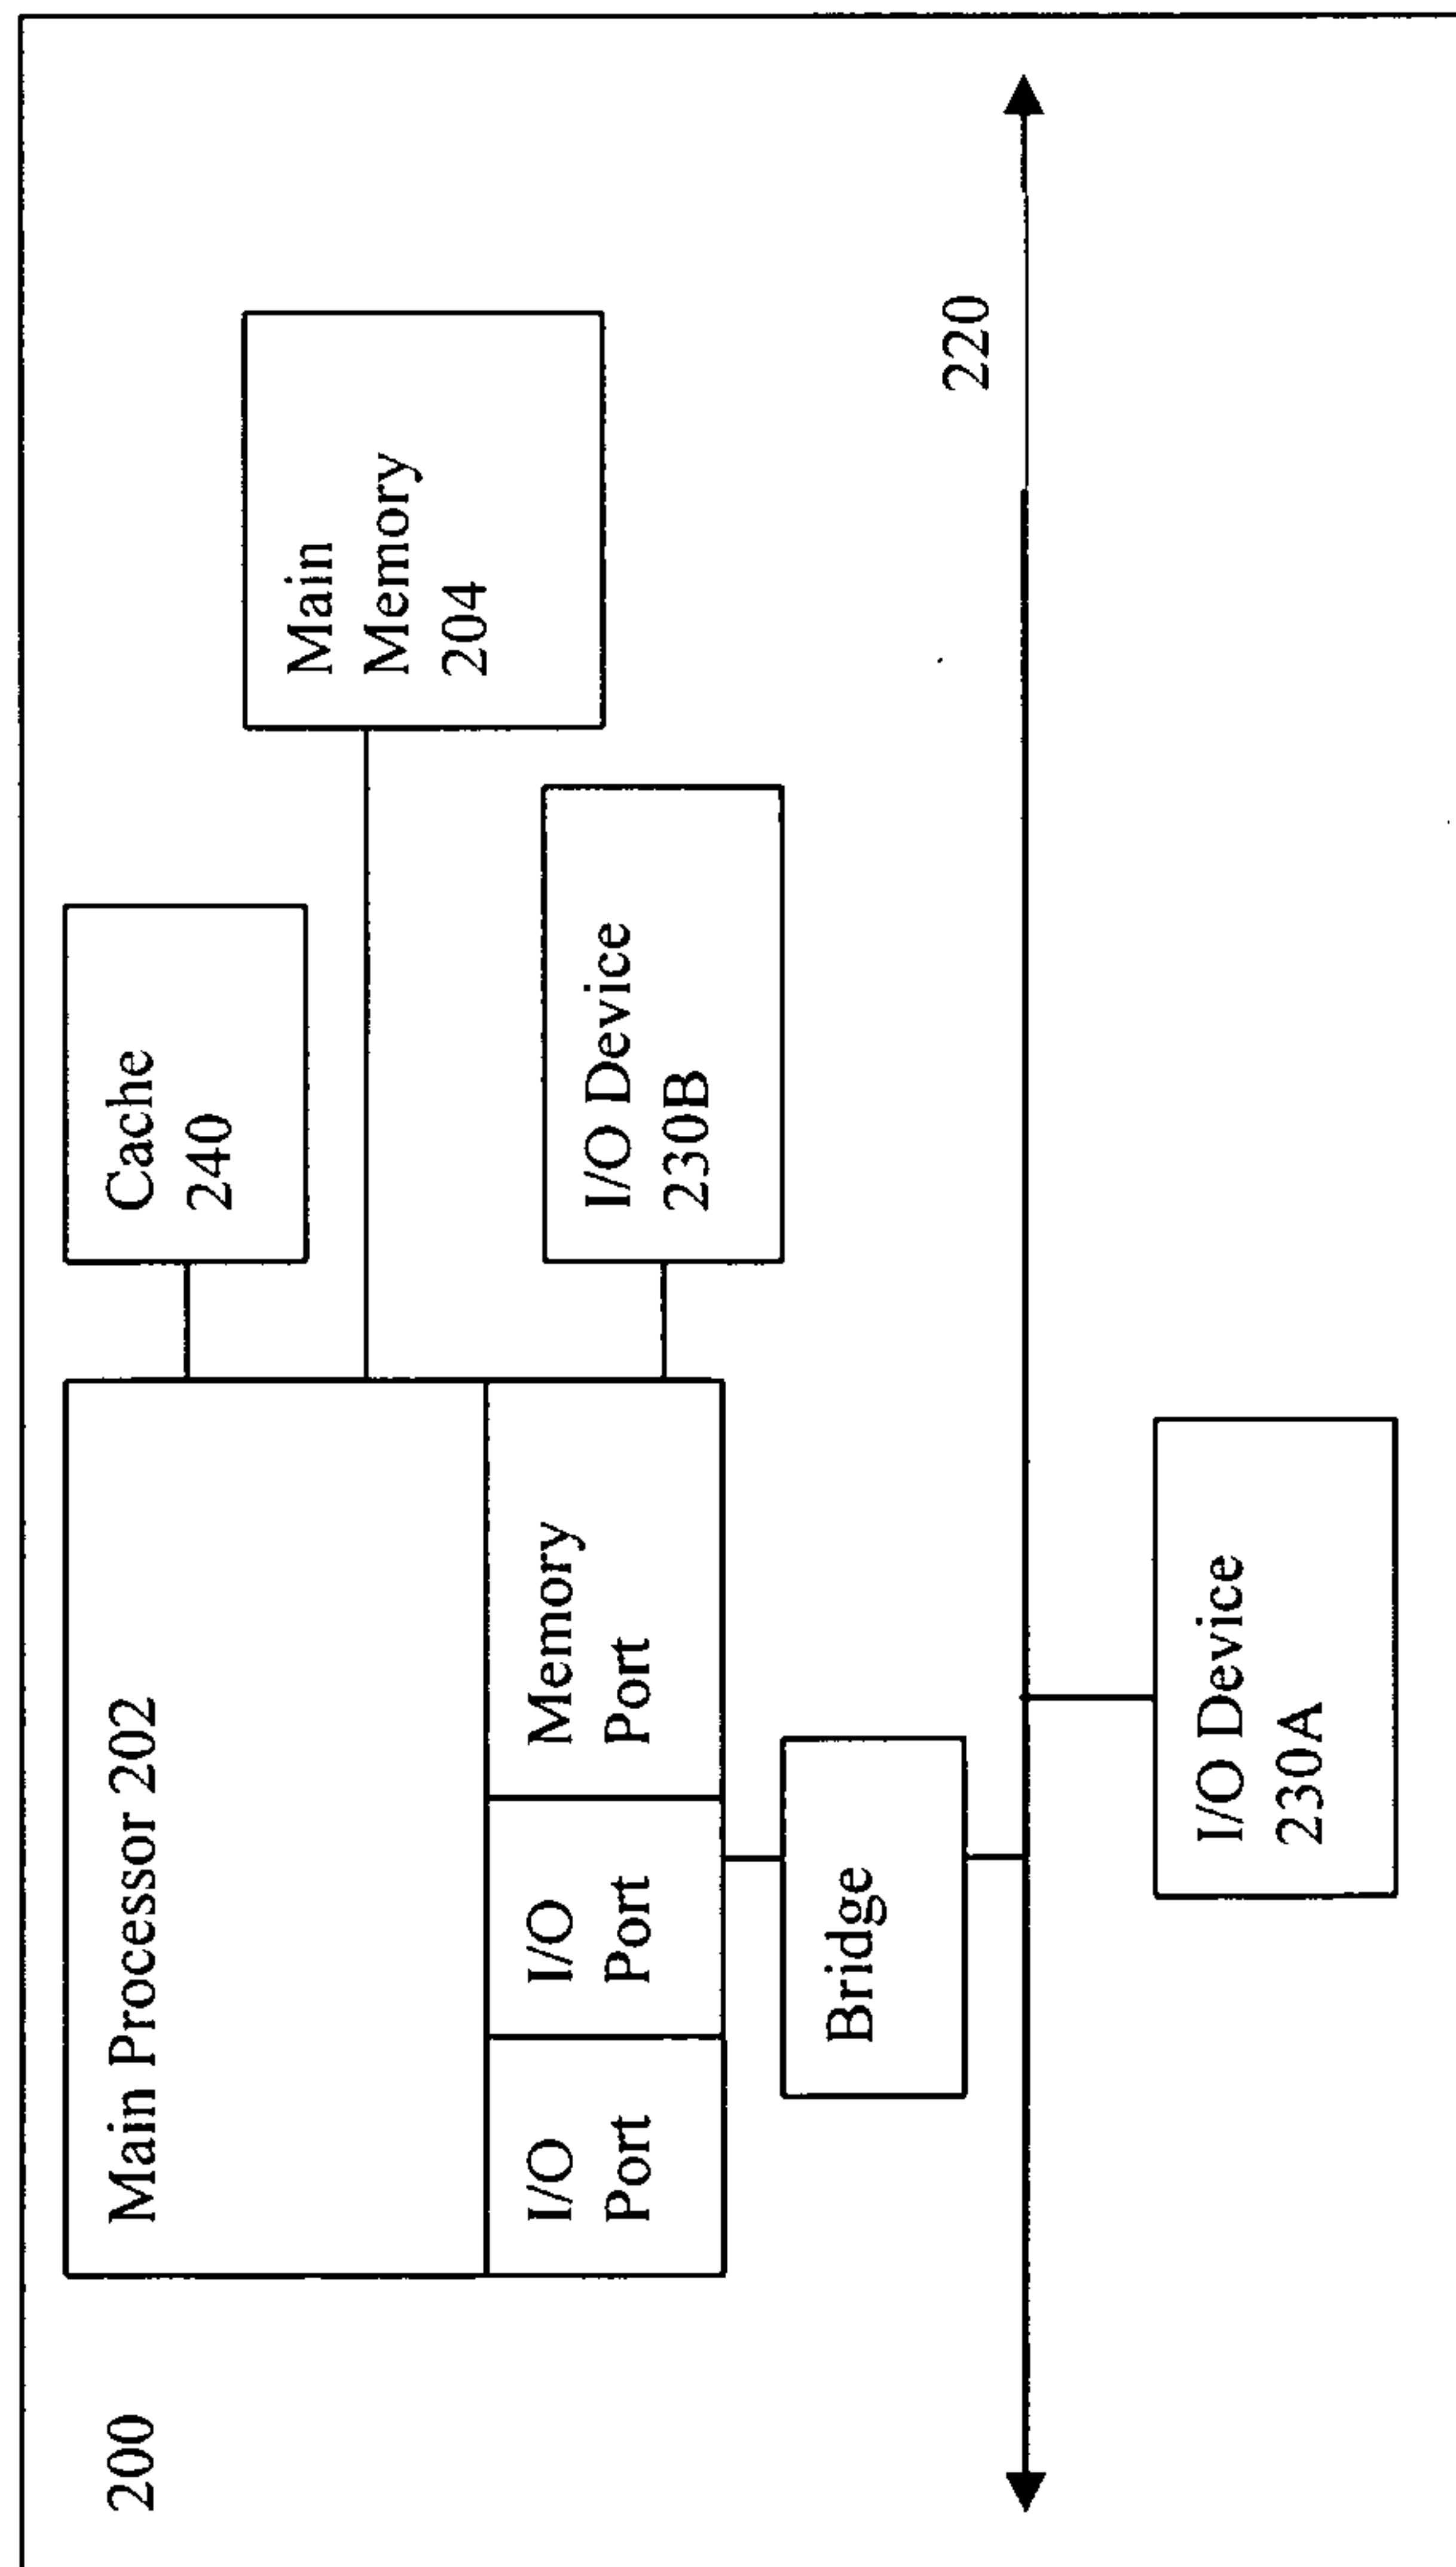 200
Main Processor 202
Cache
240
Main
Memory
204
I/O
Port
I/O
Port
Memory
Port
I/O Device
230B
Bridge
220
I/O Device
230A